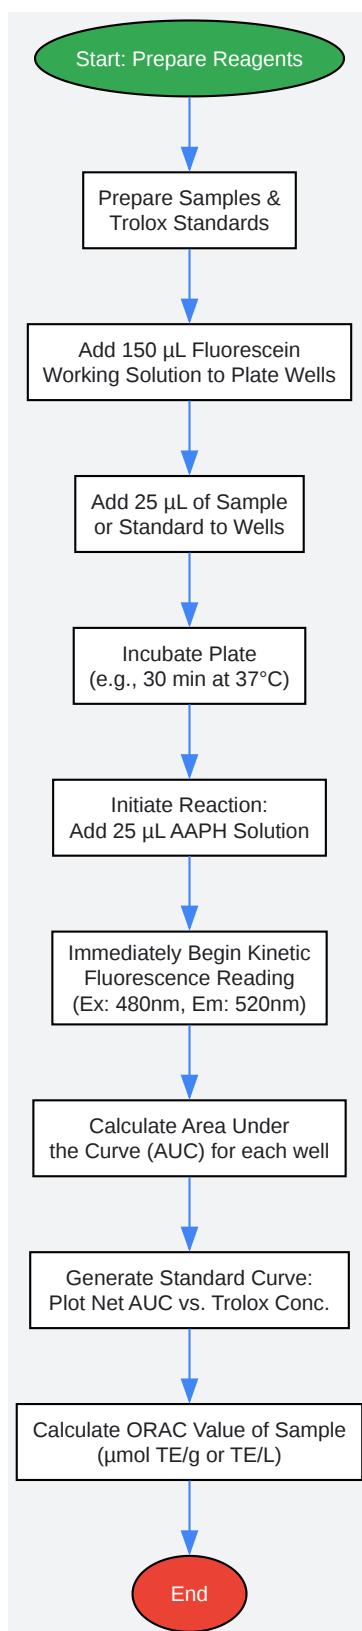 Start: Prepare Reagents
Prepare Samples &
Trolox Standards
Add 150 µL Fluorescein
Working Solution to Plate Wells
Add 25 µL of Sample
or Standard to Wells
Incubate Plate
(e.g., 30 min at 37°C)
Initiate Reaction:
Add 25 µL AAPH Solution
Immediately Begin Kinetic
Fluorescence Reading
(Ex: 480nm, Em: 520nm)
Calculate Area Under
the Curve (AUC) for each well
Generate Standard Curve:
Plot Net AUC vs. Trolox Conc.
Calculate ORAC Value of Sample
(µmol TE/g or TE/L)
End